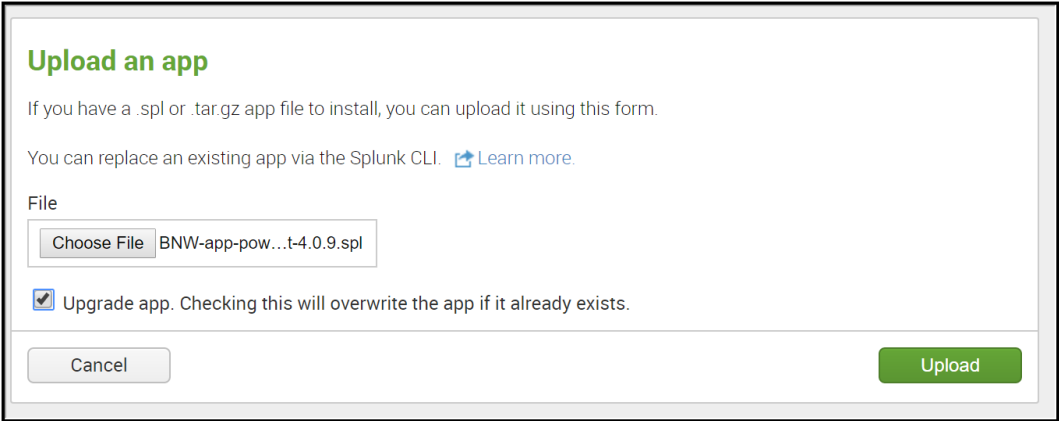 Upload an app
If you have a .spl or .tar.gz app file to install, you can upload it using this form.
You can replace an existing app via the Splunk CLI. Learn more.
File
Choose File BNW-app-pow…t-4.0.9.spl
Upgrade app. Checking this will overwrite the app if it already exists.
Cancel Upload